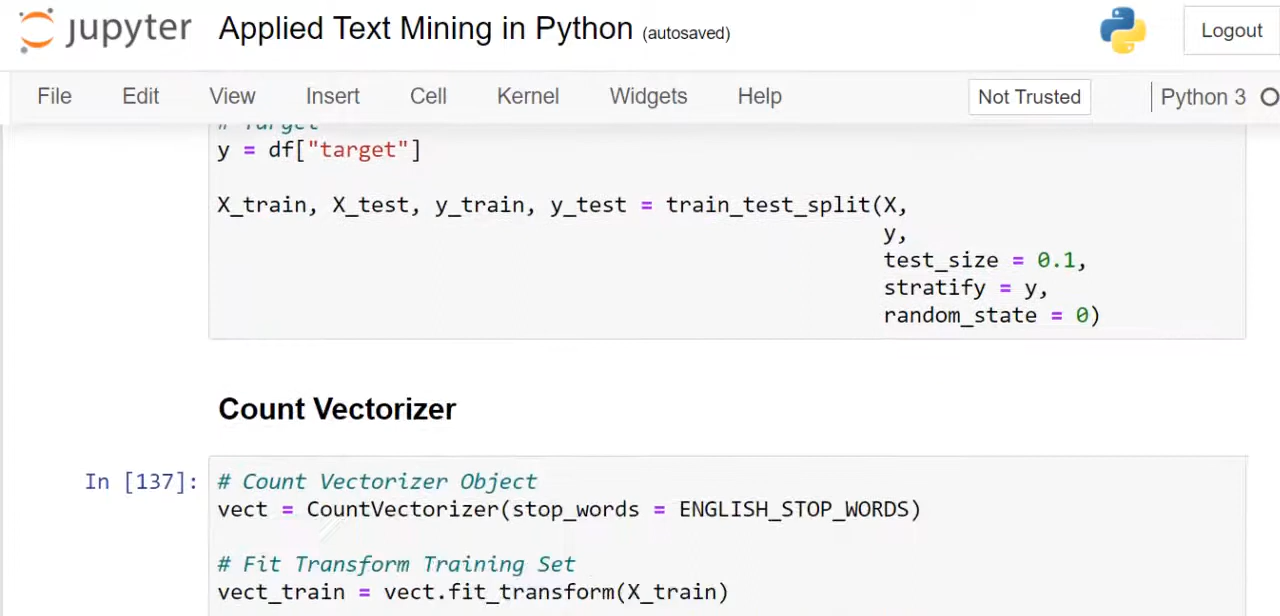 jupyter Applied Text Mining in Python (autosaved) Logout
File Edit View Insert Cell Kernel Widgets Help Not Trusted Python 3
# Target
y = df["target"]
X_train, X_test, y_train, y_test = train_test_split(X,
y,
test_size = 0.1,
stratify = y,
random_state = 0)
Count Vectorizer
In [137]: # Count Vectorizer Object
vect = CountVectorizer(stop_words = ENGLISH_STOP_WORDS)
# Fit Transform Training Set
vect_train = vect.fit_transform(X_train)